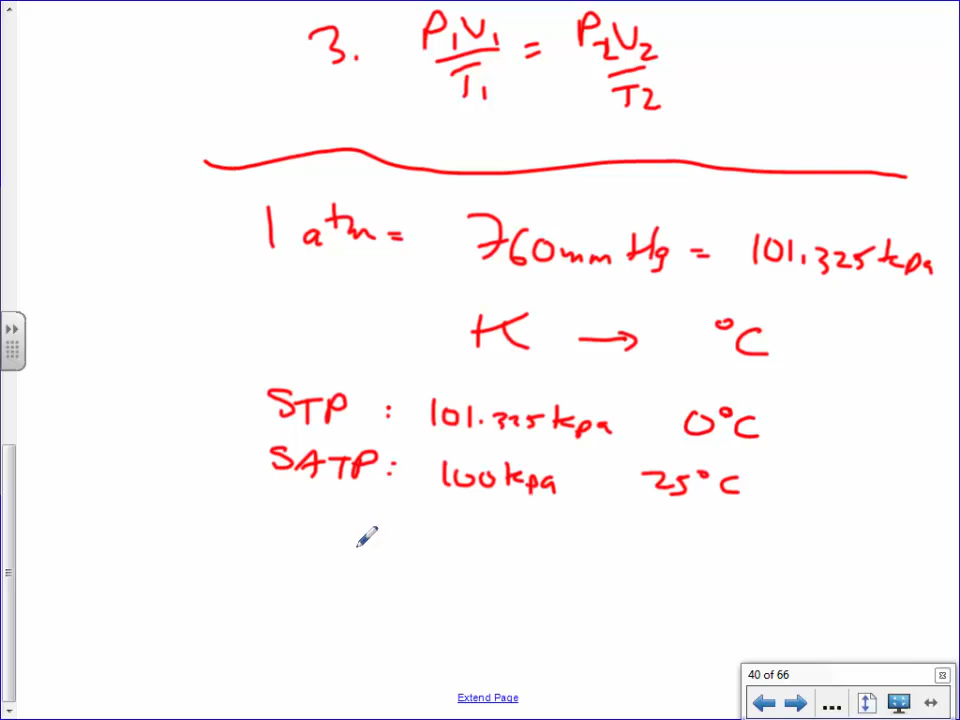 3. P₁V₁/T₁ = P₂V₂/T₂
1 atm = 760 mm Hg = 101.325 kpa
K → °C
STP : 101.325 kpa 0°C
SATP : 100 kpa 25°C
Extend Page
40 of 66
...